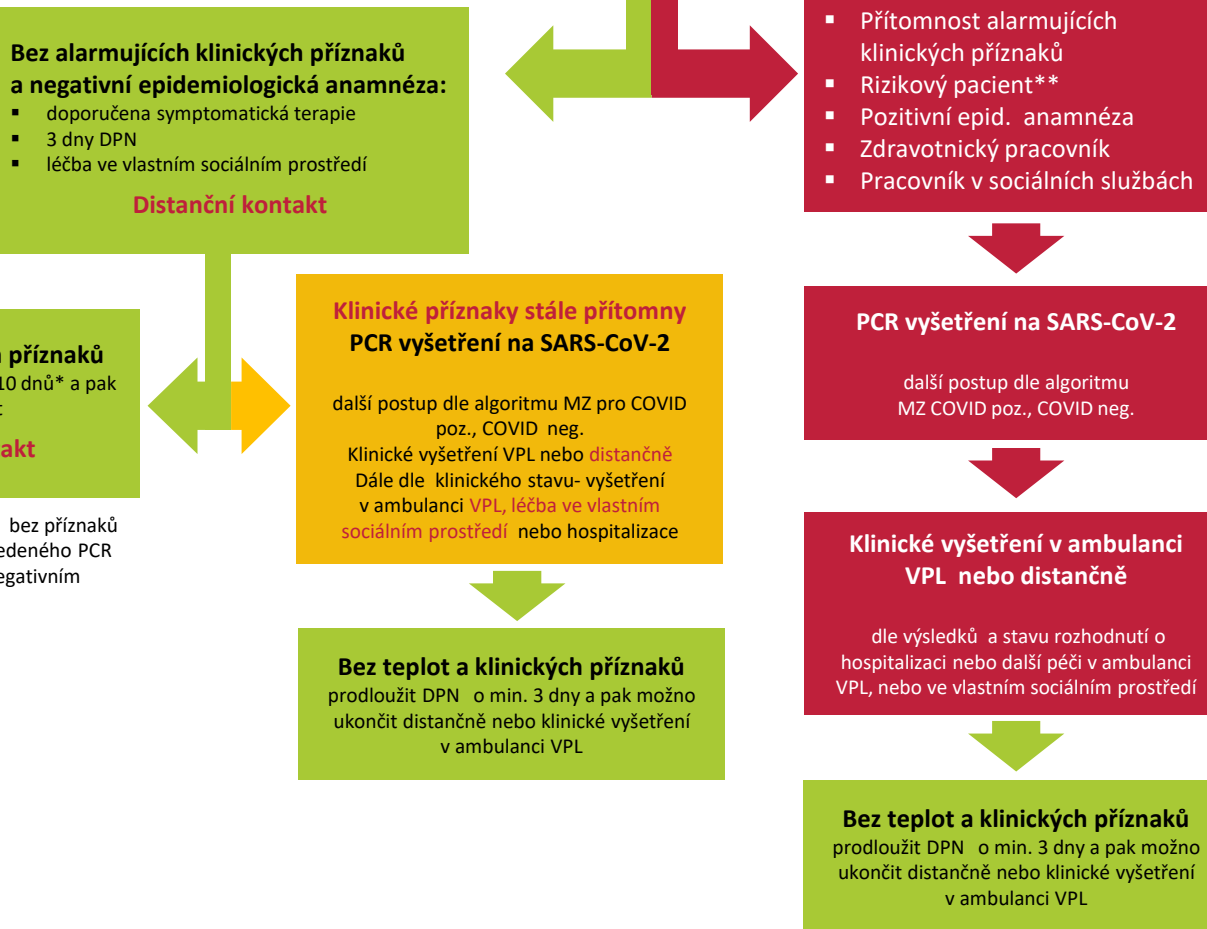 Bez alarmujících klinických příznaků
a negativní epidemiologická anamnéza:
▪ doporučena symptomatická terapie
▪ 3 dny DPN
▪ léčba ve vlastním sociálním prostředí
Distanční kontakt
▪ Přítomnost alarmujících
klinických příznaků
▪ Rizikový pacient**
▪ Pozitivní epid. anamnéza
▪ Zdravotnický pracovník
▪ Pracovník v sociálních službách
příznaků
10 dnů* a pak
akt
bez příznaků
edeného PCR
egativním
Klinické příznaky stále přítomny
PCR vyšetření na SARS-CoV-2
další postup dle algoritmu MZ pro COVID
poz., COVID neg.
Klinické vyšetření VPL nebo distančně
Dále dle klinického stavu- vyšetření
v ambulanci VPL, léčba ve vlastním
sociálním prostředí nebo hospitalizace
Bez teplot a klinických příznaků
prodloužit DPN o min. 3 dny a pak možno
ukončit distančně nebo klinické vyšetření
v ambulanci VPL
PCR vyšetření na SARS-CoV-2
další postup dle algoritmu
MZ COVID poz., COVID neg.
Klinické vyšetření v ambulanci
VPL nebo distančně
dle výsledků a stavu rozhodnutí o
hospitalizaci nebo další péči v ambulanci
VPL, nebo ve vlastním sociálním prostředí
Bez teplot a klinických příznaků
prodloužit DPN o min. 3 dny a pak možno
ukončit distančně nebo klinické vyšetření
v ambulanci VPL